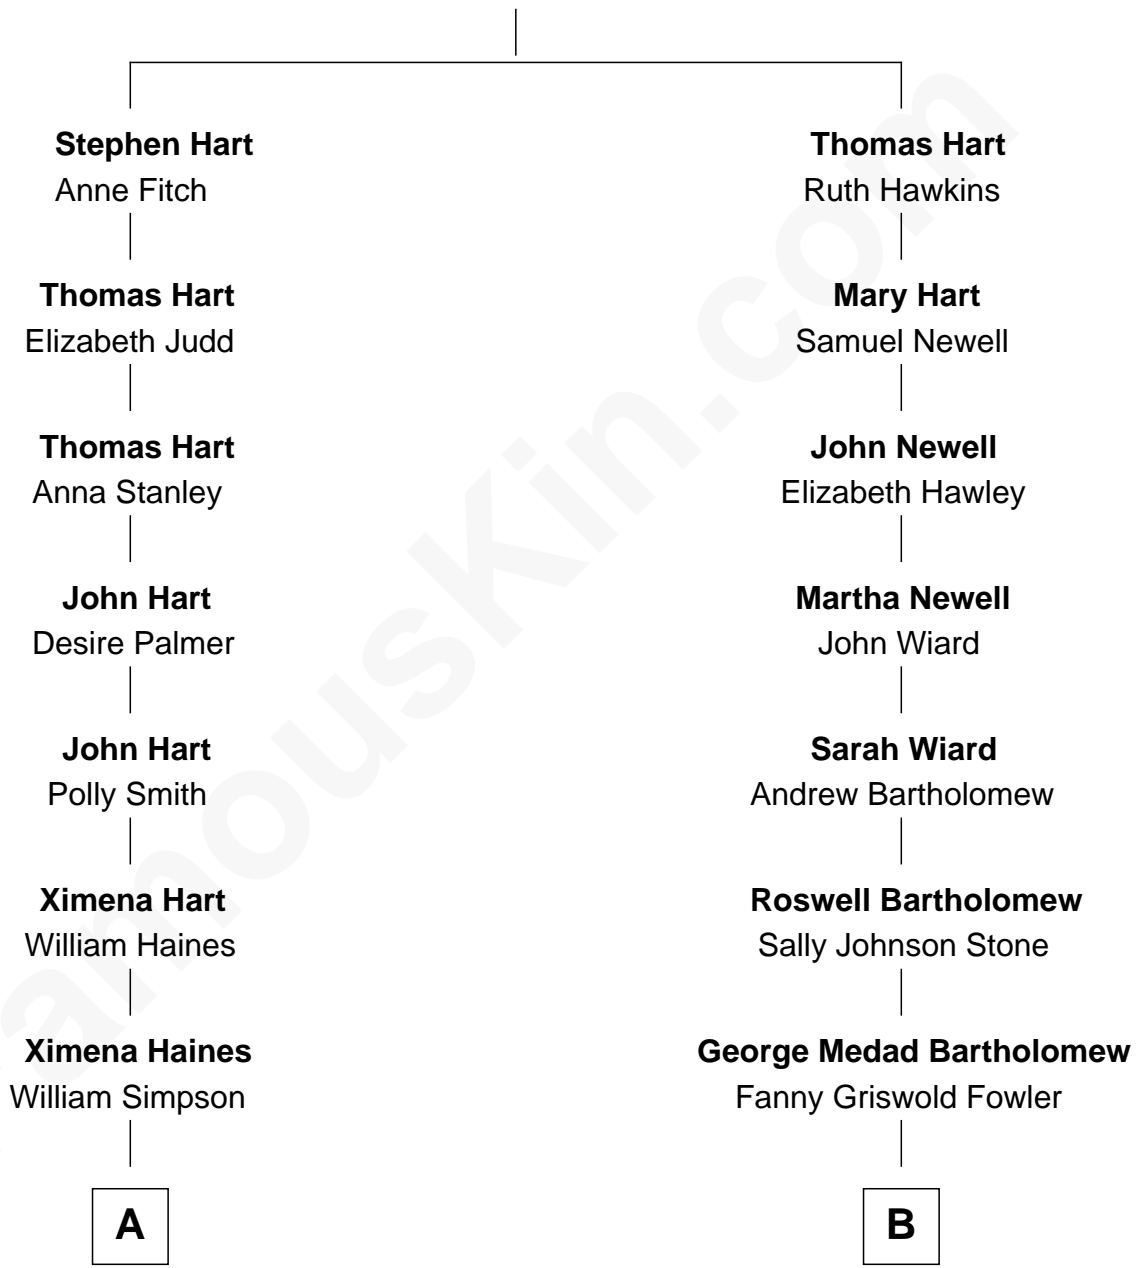 Stephen Hart
Anne Fitch
Thomas Hart
Ruth Hawkins
Thomas Hart
Elizabeth Judd
Mary Hart
Samuel Newell
Thomas Hart
Anna Stanley
John Newell
Elizabeth Hawley
John Hart
Desire Palmer
Martha Newell
John Wiard
John Hart
Polly Smith
Sarah Wiard
Andrew Bartholomew
Ximena Hart
William Haines
Roswell Bartholomew
Sally Johnson Stone
Ximena Haines
William Simpson
George Medad Bartholomew
Fanny Griswold Fowler
A
B
amouskin.com